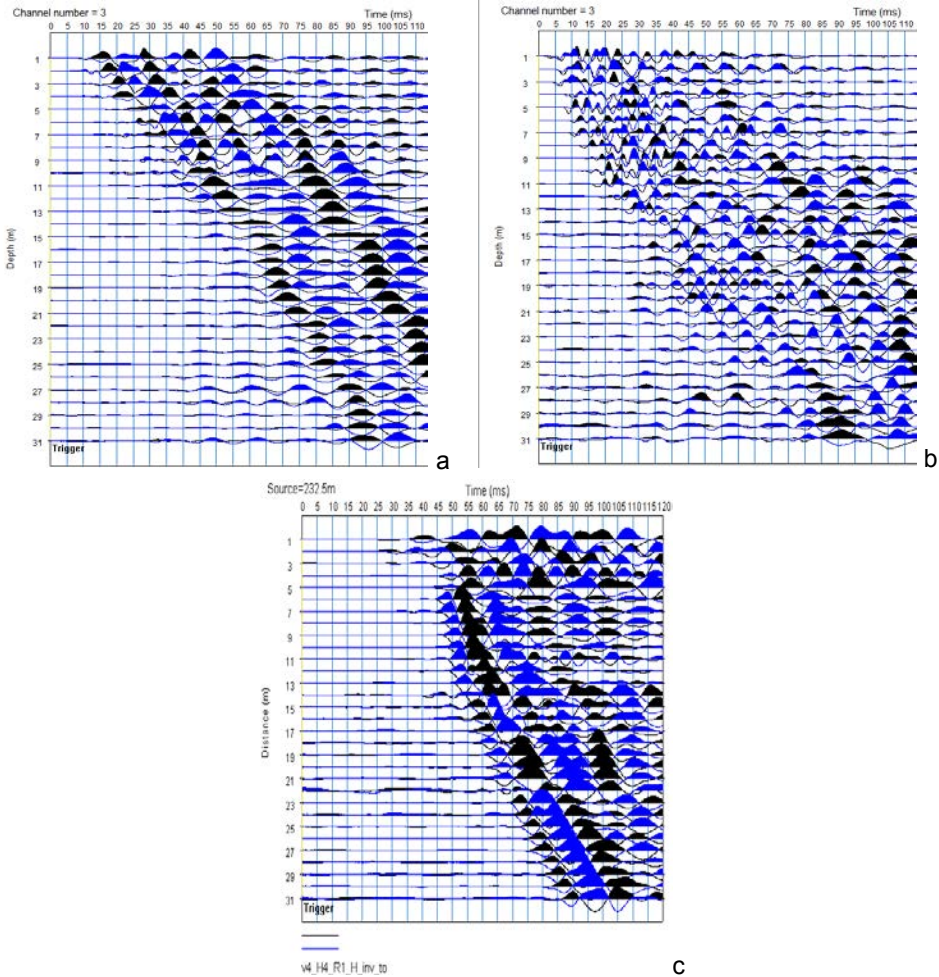 Channel number = 3
Time (ms)
0 5 10 15 20 25 30 35 40 45 50 55 60 65 70 75 80 85 90 95 100 105 110
Depth (m)
1
3
5
7
9
11
13
15
17
19
21
23
25
27
29
31
Trigger
a
Channel number = 3
Time (ms)
0 5 10 15 20 25 30 35 40 45 50 55 60 65 70 75 80 85 90 95 100 105 110
Depth (m)
1
3
5
7
9
11
13
15
17
19
21
23
25
27
29
31
Trigger
b
Source=232.5m
Time (ms)
0 5 10 15 20 25 30 35 40 45 50 55 60 65 70 75 80 85 90 95 100 105 110 115 120
Distance (m)
1
3
5
7
9
11
13
15
17
19
21
23
25
27
29
31
Trigger
v4_H4_R1_H_inv_to
c